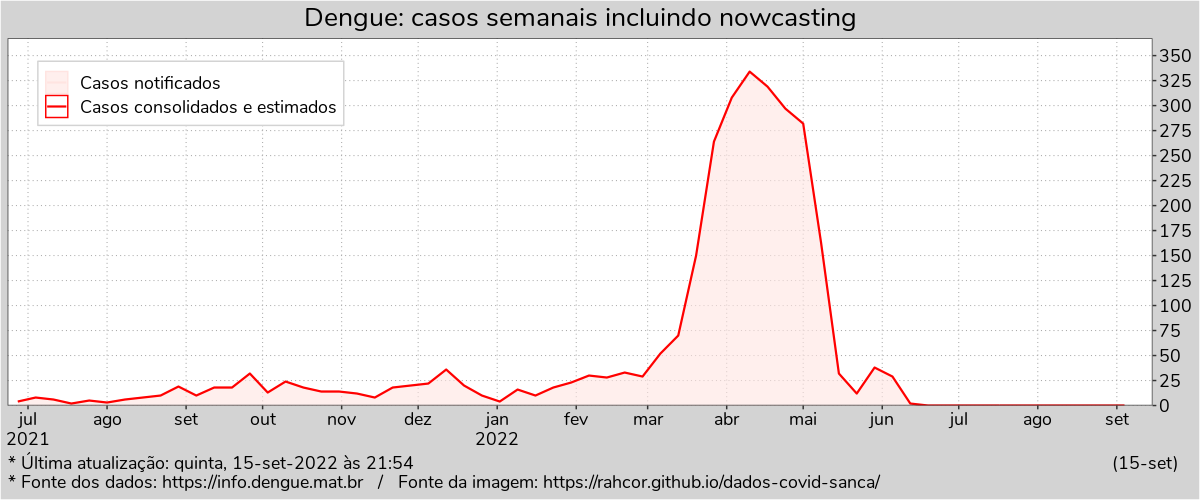 Dengue: casos semanais incluindo nowcasting
Casos notificados
Casos consolidados e estimados
350
325
300
275
250
225
200
175
150
125
100
75
50
25
0
jul ago set out nov dez jan fev mar abr mai jun jul ago set
2021 2022
* Última atualização: quinta, 15-set-2022 às 21:54 (15-set)
* Fonte dos dados: https://info.dengue.mat.br / Fonte da imagem: https://rahcor.github.io/dados-covid-sanca/